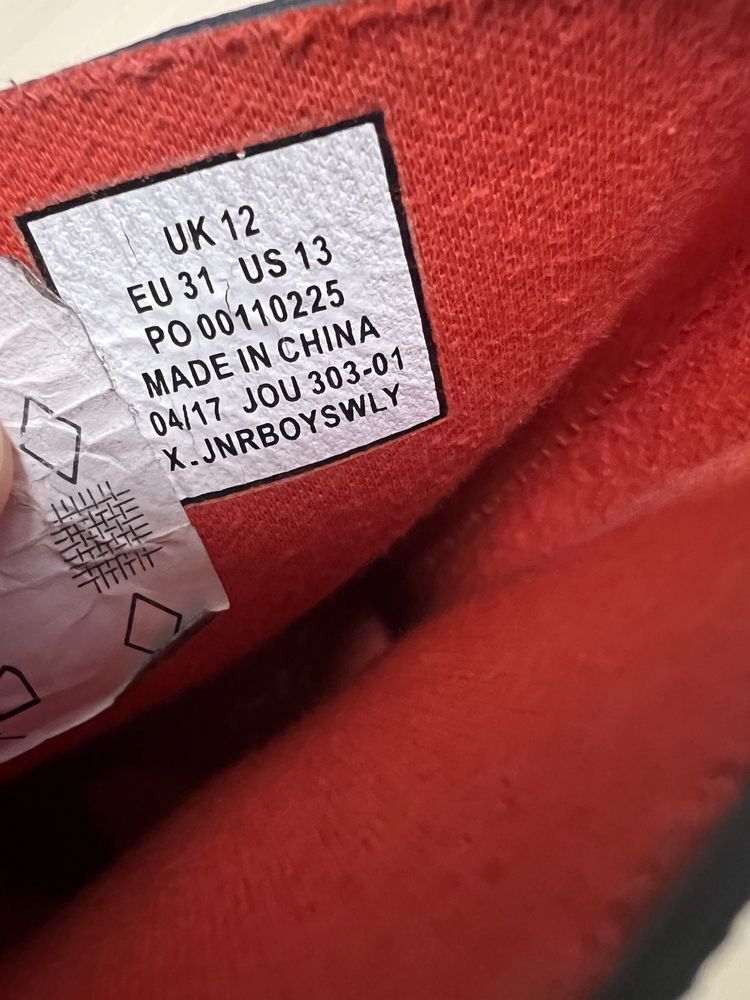 UK 12
EU 31 US 13
PO 00110225
MADE IN CHINA
04/17 JOU 303-01
X.JNRBOYSWLY